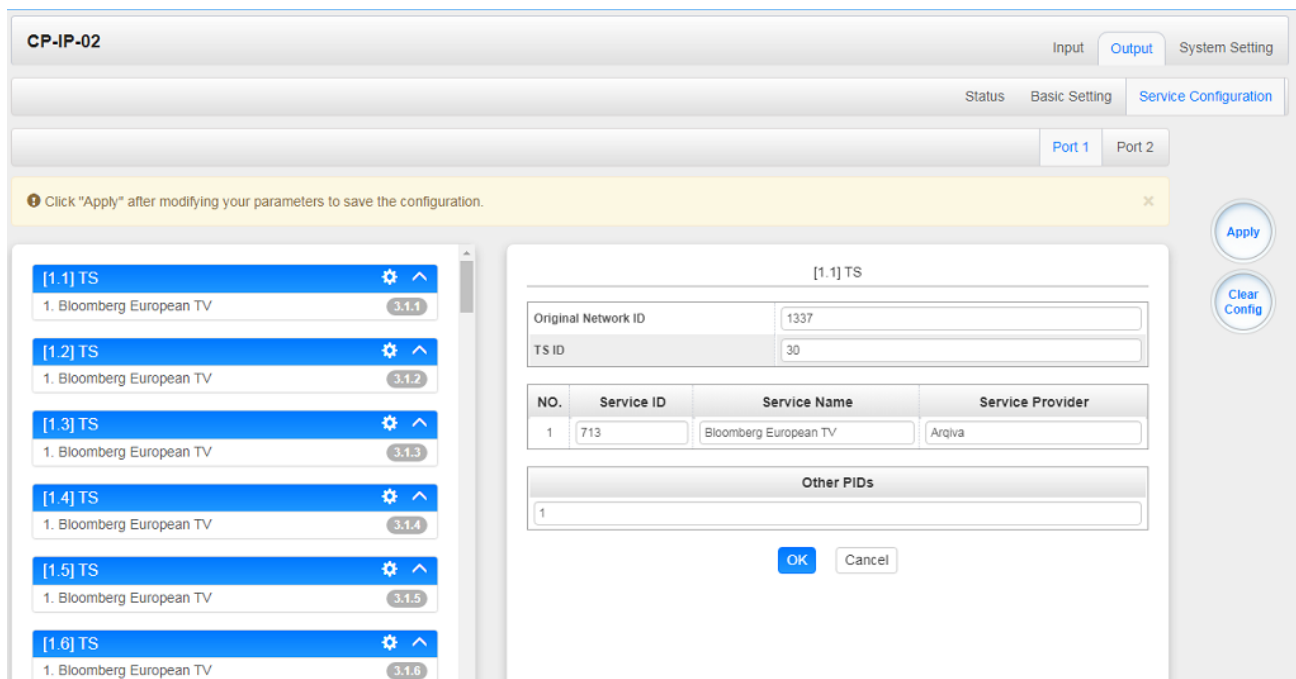 CP-IP-02
Input Output System Setting
Status Basic Setting Service Configuration
Port 1 Port 2
Click "Apply" after modifying your parameters to save the configuration. ×
Apply
Clear Config
[1.1] TS
1. Bloomberg European TV 3.1.1
[1.2] TS
1. Bloomberg European TV 3.1.2
[1.3] TS
1. Bloomberg European TV 3.1.3
[1.4] TS
1. Bloomberg European TV 3.1.4
[1.5] TS
1. Bloomberg European TV 3.1.5
[1.6] TS
1. Bloomberg European TV 3.1.6
[1.1] TS
Original Network ID 1337
TS ID 30
NO. Service ID Service Name Service Provider
1 713 Bloomberg European TV Arqiva
Other PIDs
1
OK Cancel